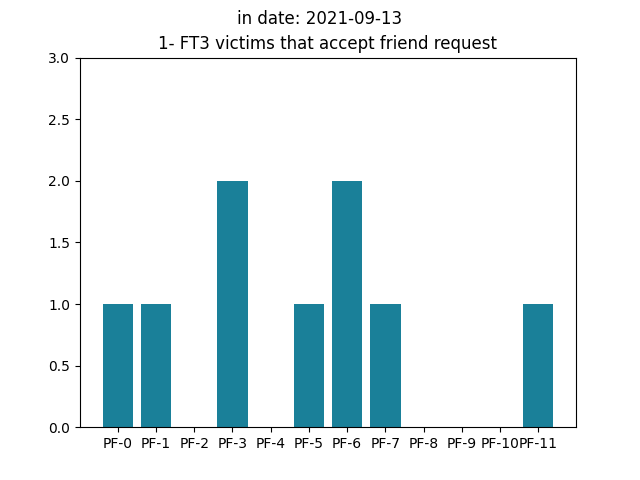 in date: 2021-09-13
1- FT3 victims that accept friend request
3.0
2.5
2.0
1.5
1.0
0.5
0.0
PF-0 PF-1 PF-2 PF-3 PF-4 PF-5 PF-6 PF-7 PF-8 PF-9 PF-10 PF-11